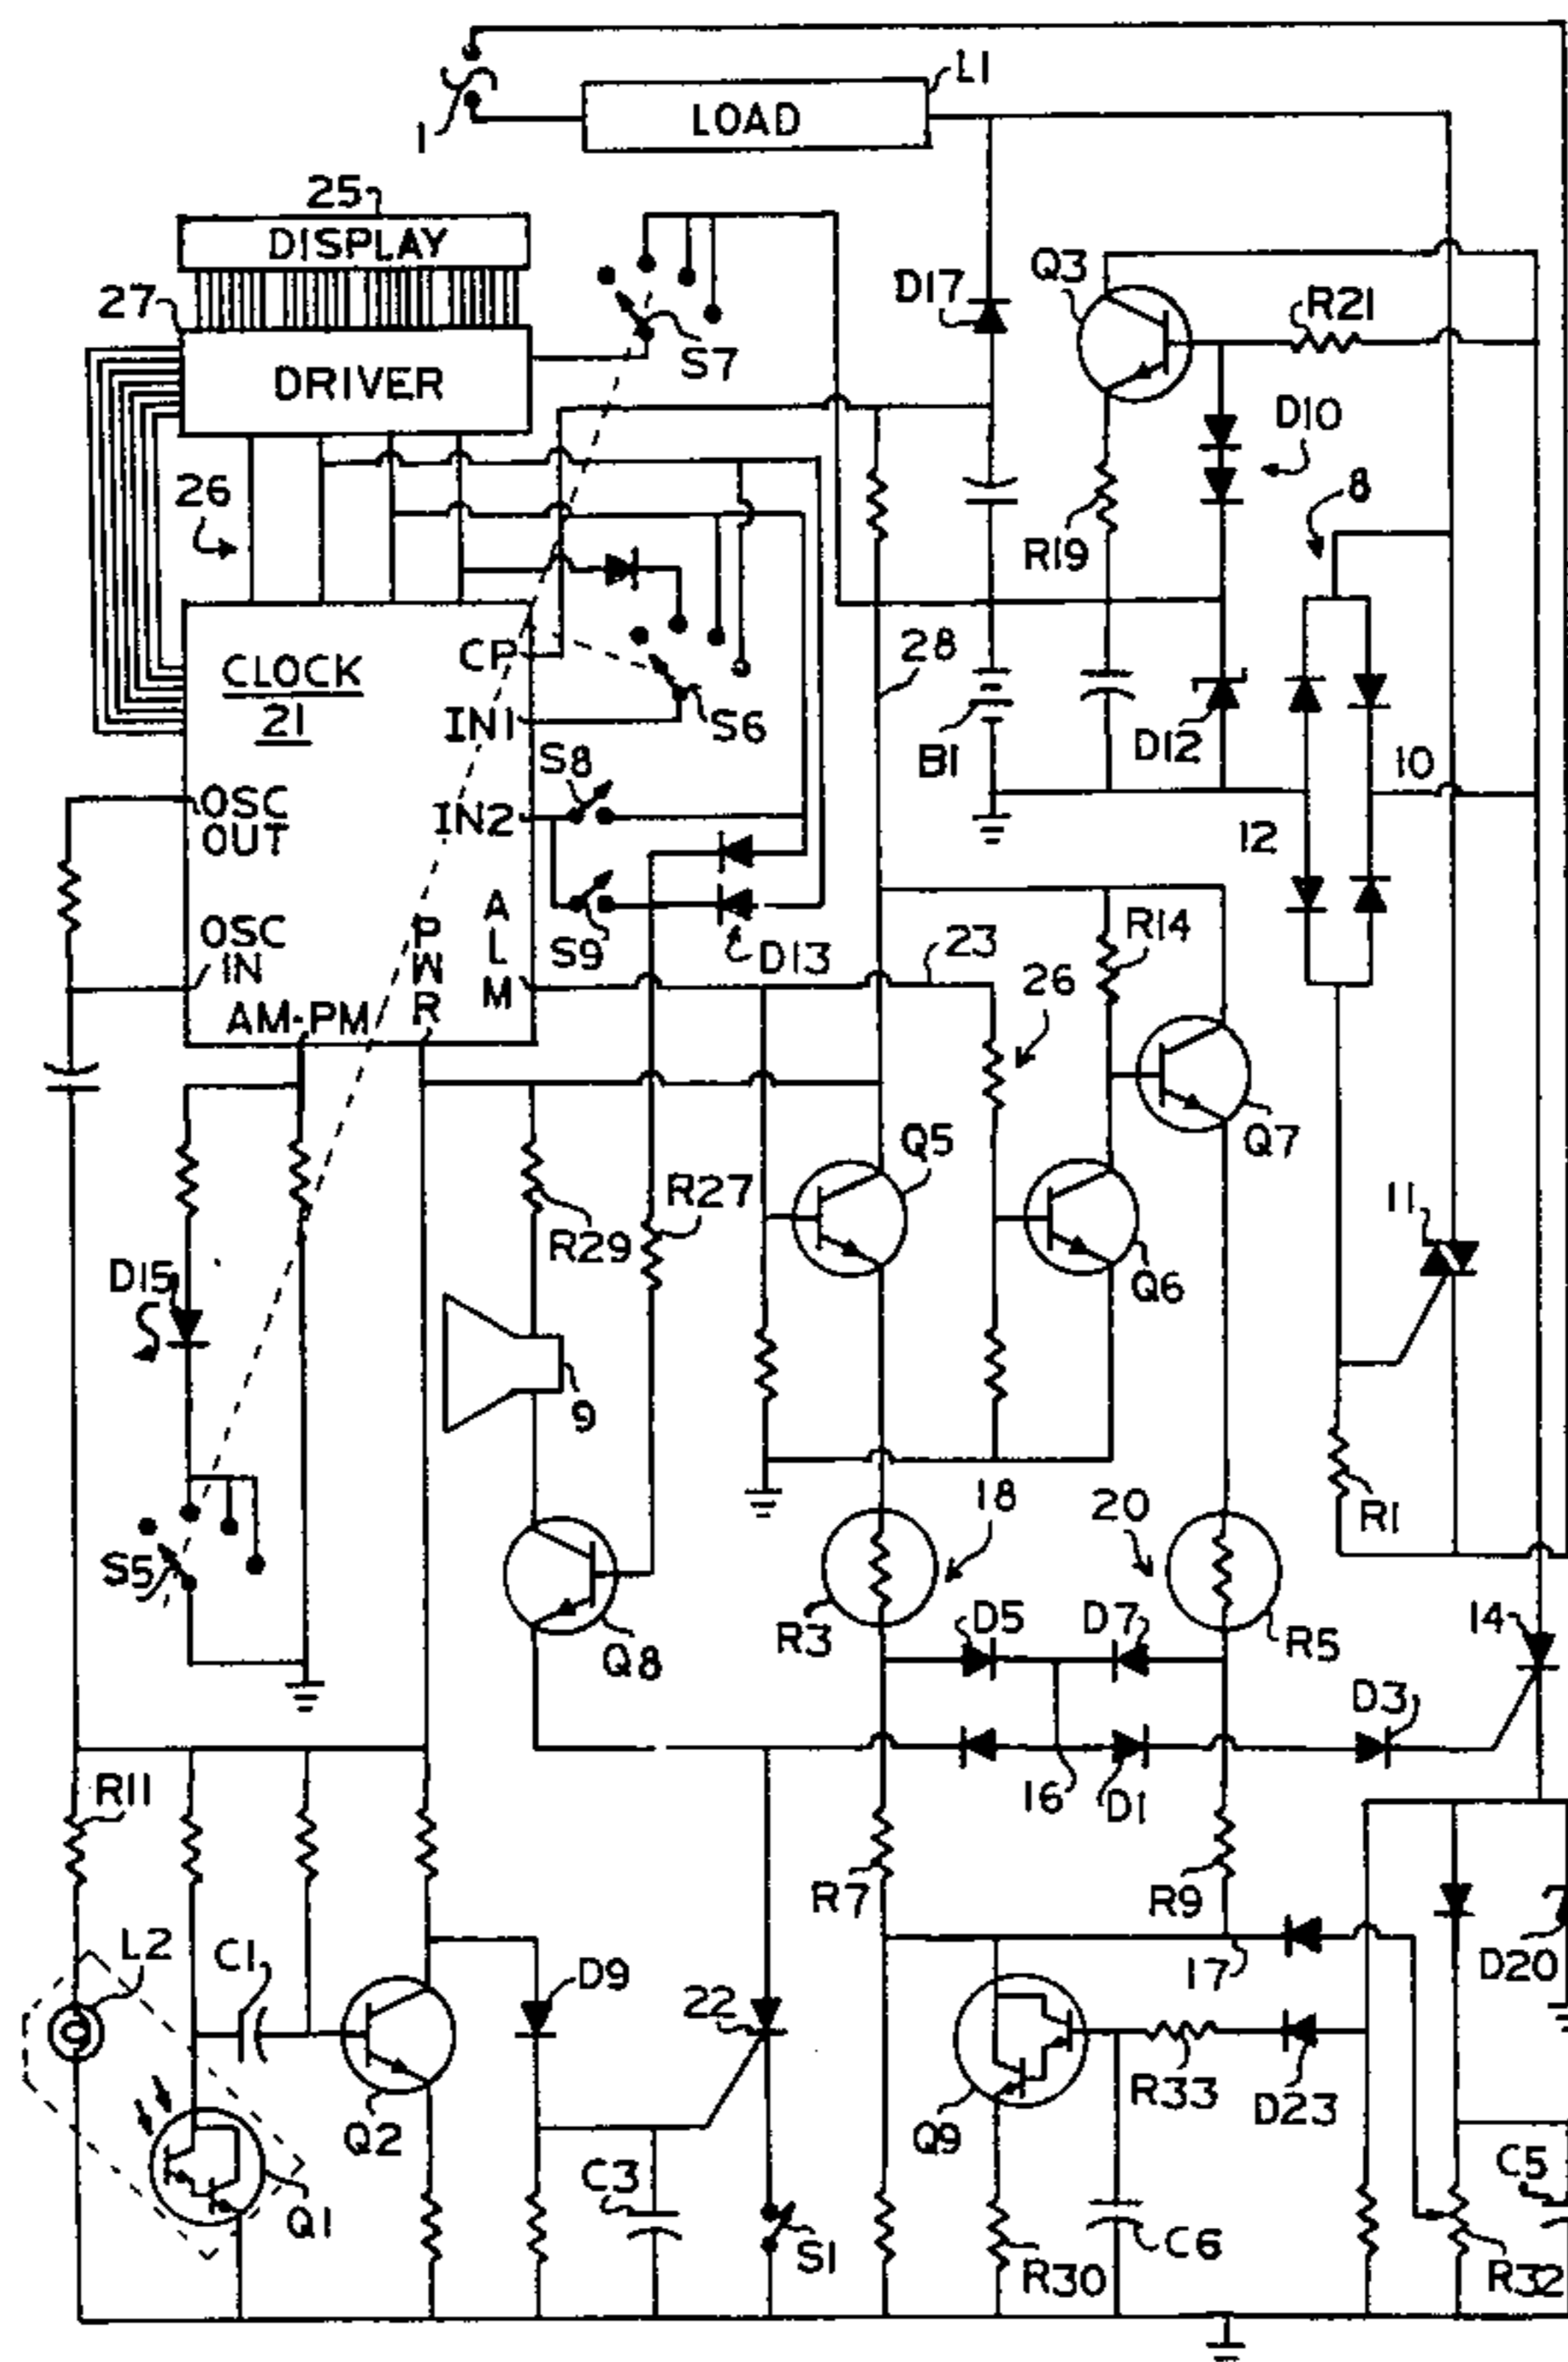 L1
LOAD
1
25
DISPLAY
27
DRIVER
S7
D17
Q3
R21
D10
8
26
R19
CLOCK
21
CP
IN1
S6
28
B1
D12
10
12
OSC
OUT
S8
IN2
OSC
IN
S9
D13
ALM
PWR
AM-PM
23
26
R14
Q7
Q5
Q6
R27
R29
11
D15
9
R1
S5
18
20
R3
R5
14
Q8
D5
D7
D3
16
D1
R11
R7
R9
L2
C1
D9
22
17
D20
Q2
Q9
R33
D23
Q1
C3
S1
C6
R30
C5
R32